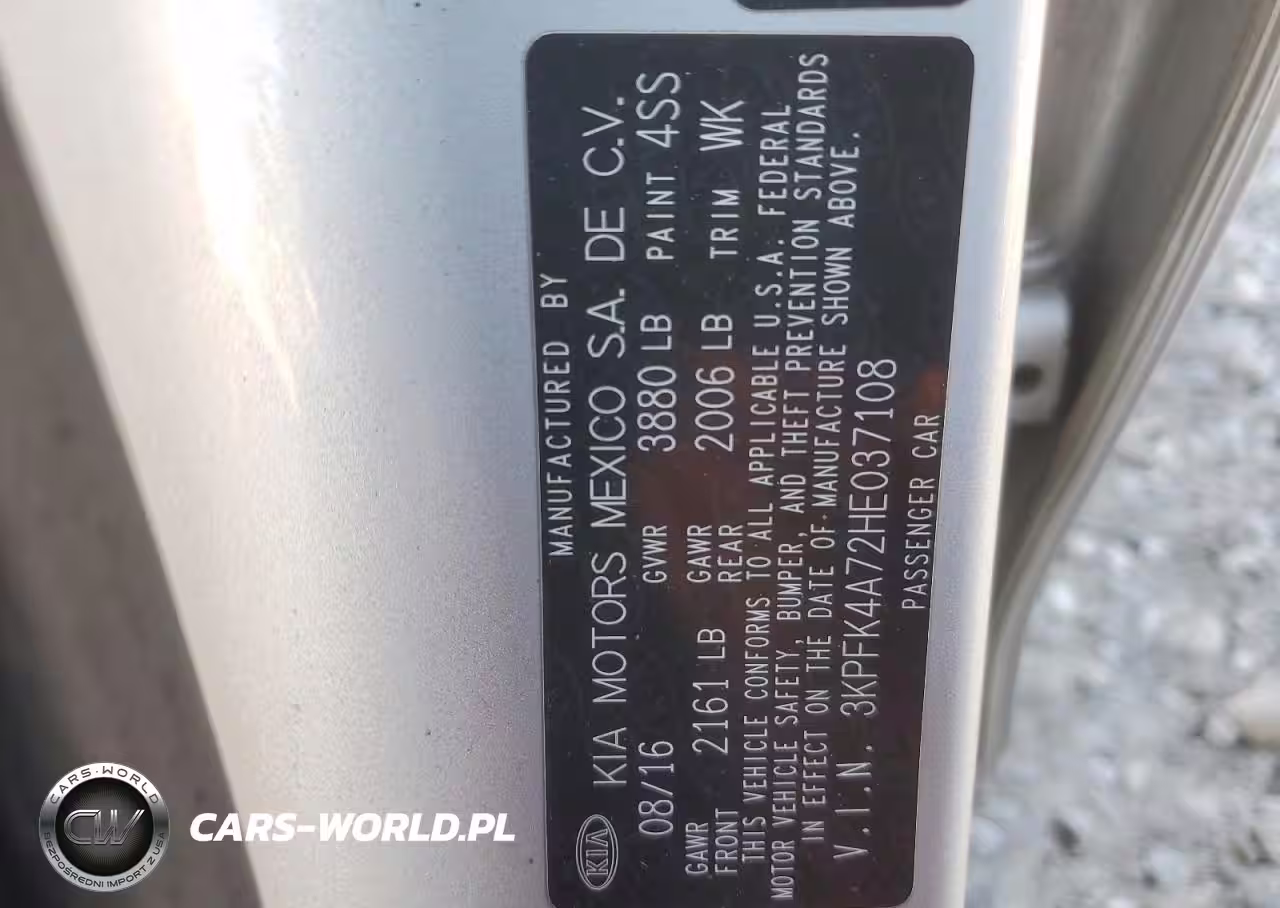 MANUFACTURED BY
KIA KIA MOTORS MEXICO S.A. DE C.V.
08/16 GVWR 3880 LB PAINT 4SS
GAWR FRONT 2161 LB GAWR REAR 2006 LB TRIM WK
THIS VEHICLE CONFORMS TO ALL APPLICABLE U.S.A. FEDERAL
MOTOR VEHICLE SAFETY, BUMPER, AND THEFT PREVENTION STANDARDS
IN EFFECT ON THE DATE OF MANUFACTURE SHOWN ABOVE.
V.I.N. 3KPFK4A72HE037108
PASSENGER CAR
CARS-WORLD
CW
BEZPOŚREDNI IMPORT Z USA
CARS-WORLD.PL